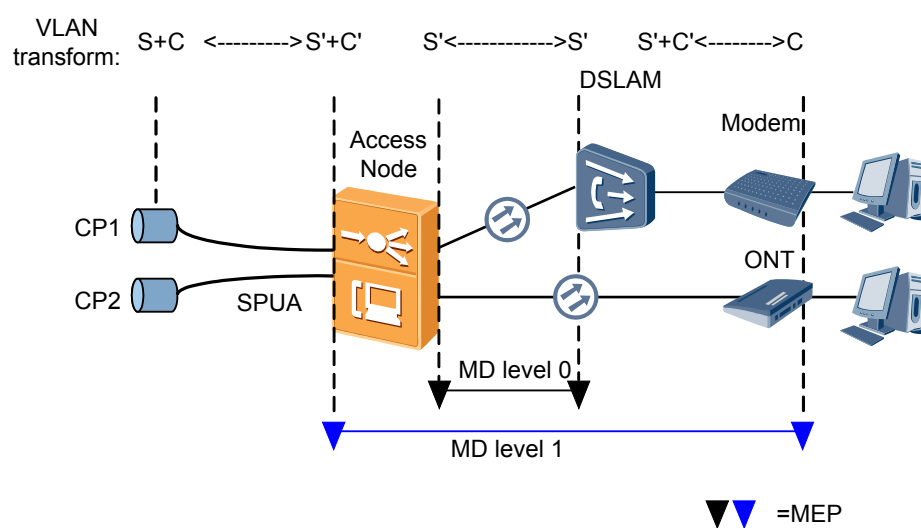 VLAN
transform:
S+C <---------> S'+C'
S'<----------->S'
S'+C'<------->C
DSLAM
Modem
Access
Node
CP1
CP2
SPUA
ONT
MD level 0
MD level 1
=MEP